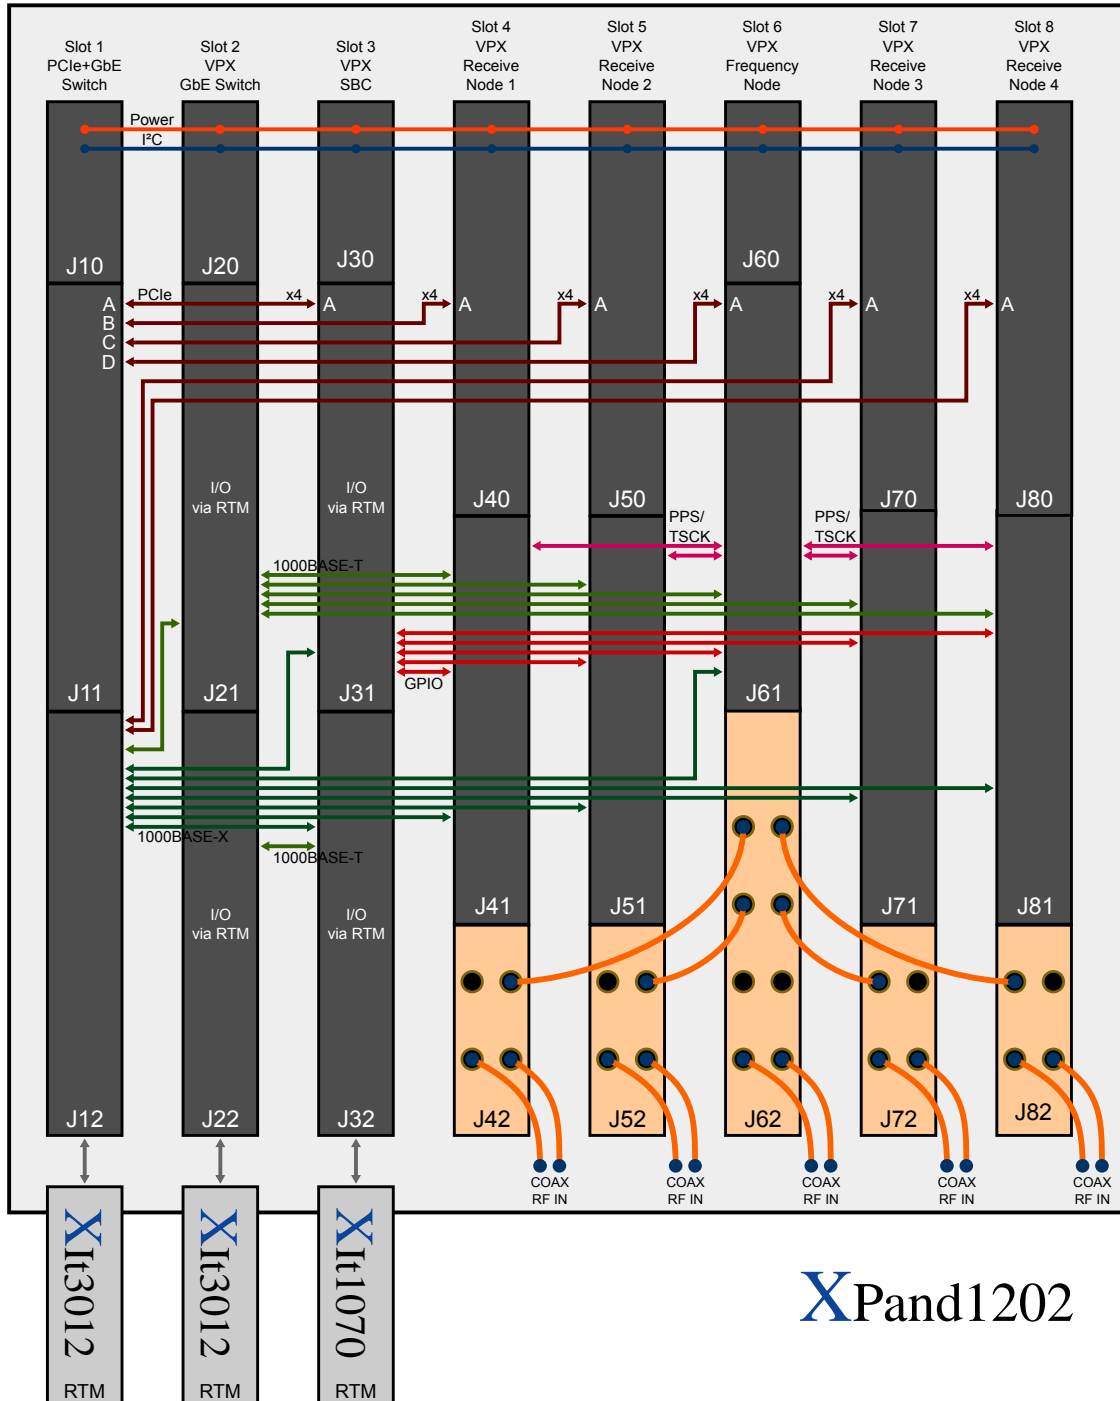 Slot 1
PCIe+GbE
Switch
Slot 2
VPX
GbE Switch
Slot 3
VPX
SBC
Slot 4
VPX
Receive
Node 1
Slot 5
VPX
Receive
Node 2
Slot 6
VPX
Frequency
Node
Slot 7
VPX
Receive
Node 3
Slot 8
VPX
Receive
Node 4
Power
I²C
J10
J20
J30
J60
PCIe
x4
x4
x4
x4
x4
x4
A
B
C
D
A
A
A
A
A
A
I/O
via RTM
I/O
via RTM
J40
J50
J70
J80
PPS/
TSCK
PPS/
TSCK
1000BASE-T
GPIO
J11
J21
J31
J61
1000BASE-X
1000BASE-T
I/O
via RTM
I/O
via RTM
J41
J51
J71
J81
J12
J22
J32
J42
J52
J62
J72
J82
COAX
RF IN
COAX
RF IN
COAX
RF IN
COAX
RF IN
COAX
RF IN
XIt3012
RTM
XIt3012
RTM
XIt1070
RTM
XPand1202